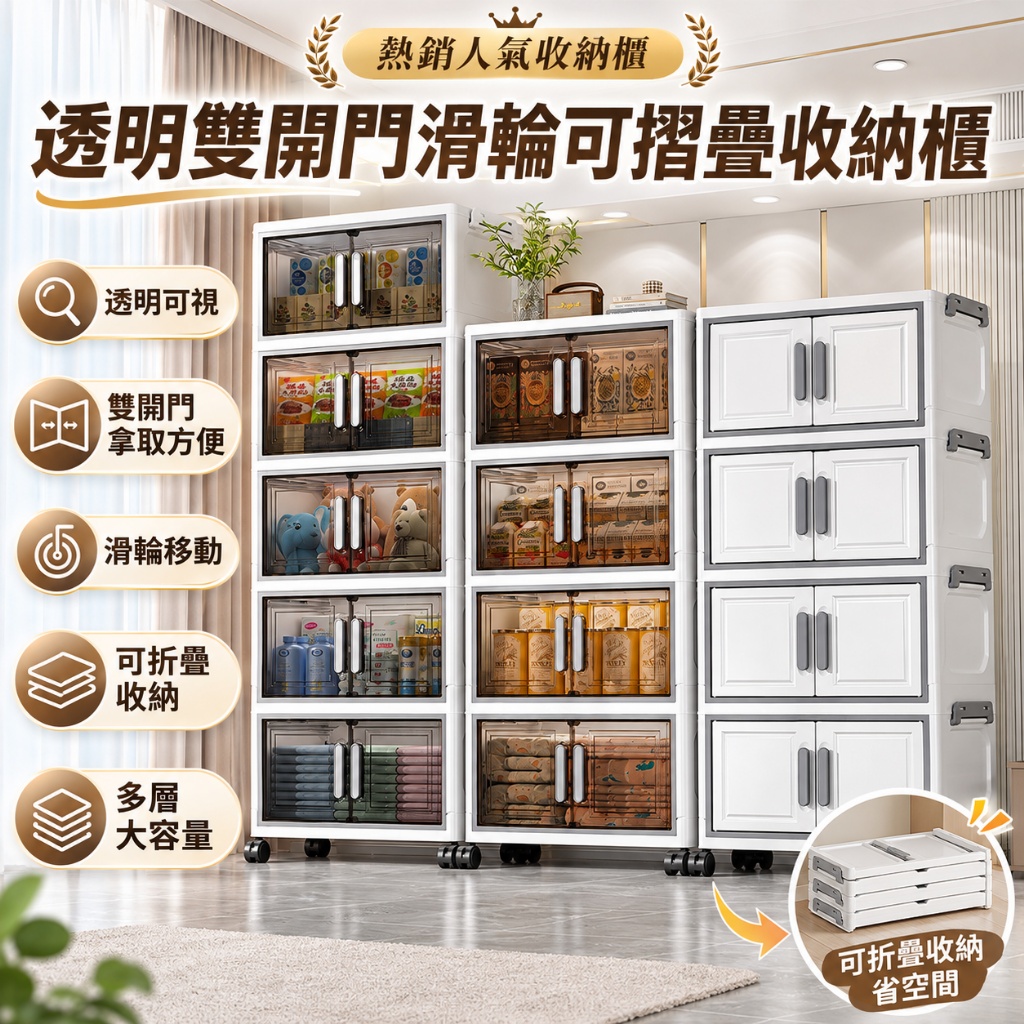 熱銷人氣收納櫃
透明雙開門滑輪可摺疊收納櫃
透明可視
雙開門
拿取方便
滑輪移動
可折疊
收納
多層
大容量
可折疊收納
省空間